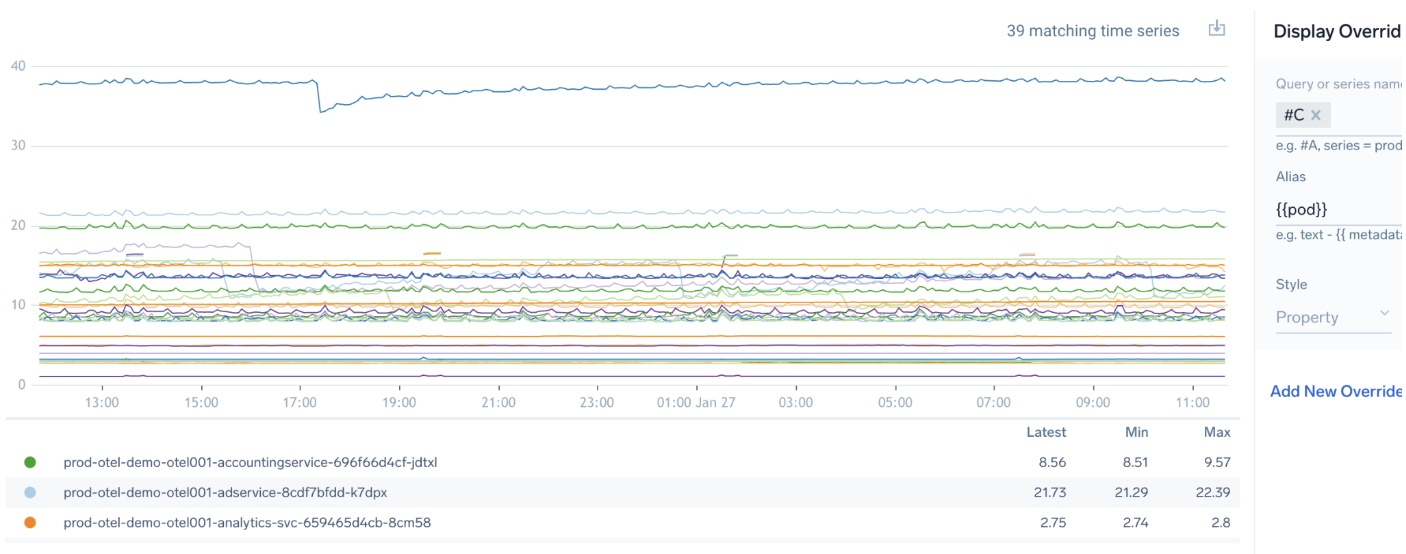 39 matching time series
40
30
20
10
0
13:00 15:00 17:00 19:00 21:00 23:00 01:00 Jan 27 03:00 05:00 07:00 09:00 11:00
Latest Min Max
prod-otel-demo-otel001-accountingservice-696f66d4cf-jdtxl 8.56 8.51 9.57
prod-otel-demo-otel001-adservice-8cdf7bfdd-k7dpx 21.73 21.29 22.39
prod-otel-demo-otel001-analytics-svc-659465d4cb-8cm58 2.75 2.74 2.8
Display Overrid
Query or series name
#C ×
e.g. #A, series = prod
Alias
{{pod}}
e.g. text - {{ metadata
Style
Property
Add New Override